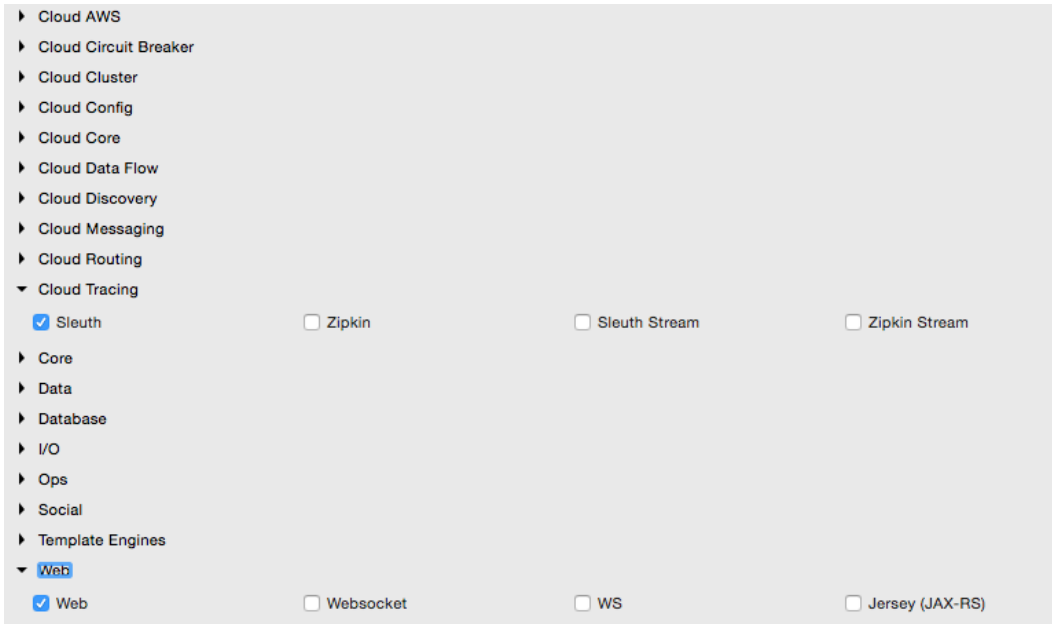 Cloud AWS
Cloud Circuit Breaker
Cloud Cluster
Cloud Config
Cloud Core
Cloud Data Flow
Cloud Discovery
Cloud Messaging
Cloud Routing
Cloud Tracing
Sleuth Zipkin Sleuth Stream Zipkin Stream
Core
Data
Database
I/O
Ops
Social
Template Engines
Web
Web Websocket WS Jersey (JAX-RS)